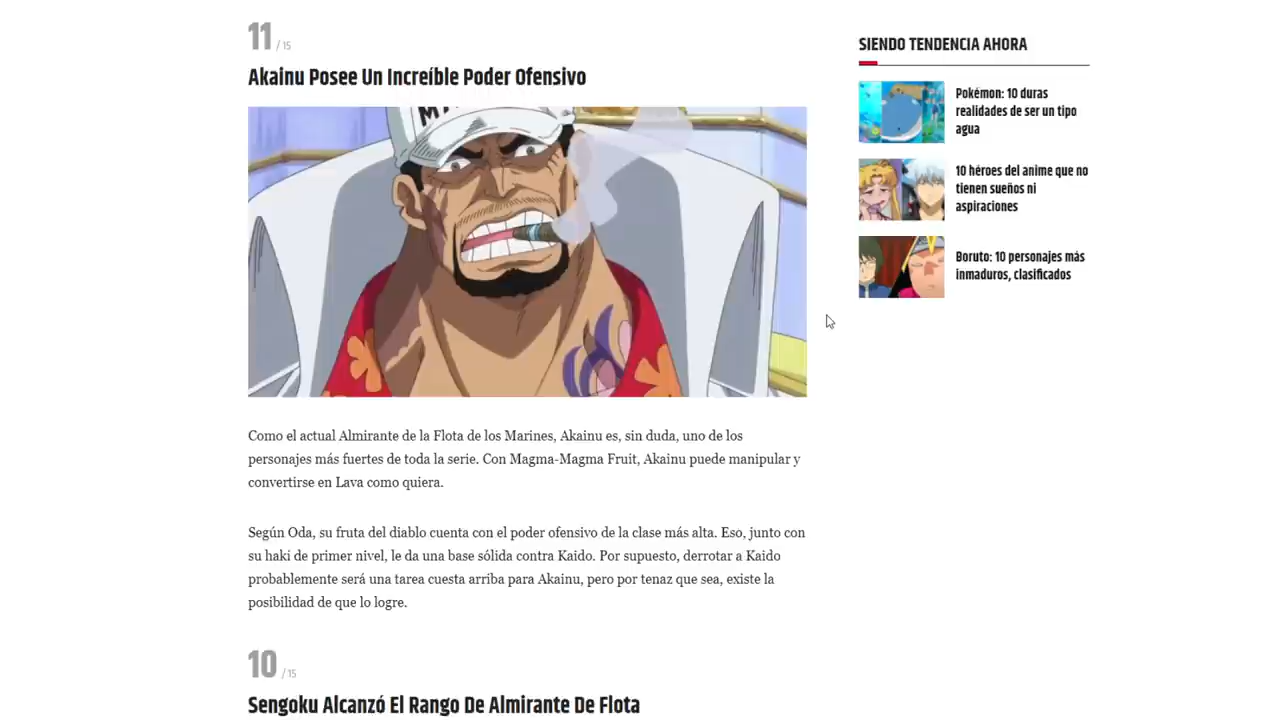 11 / 15
Akainu Posee Un Increíble Poder Ofensivo
Como el actual Almirante de la Flota de los Marines, Akainu es, sin duda, uno de los
personajes más fuertes de toda la serie. Con Magma-Magma Fruit, Akainu puede manipular y
convertirse en Lava como quiera.
Según Oda, su fruta del diablo cuenta con el poder ofensivo de la clase más alta. Eso, junto con
su haki de primer nivel, le da una base sólida contra Kaido. Por supuesto, derrotar a Kaido
probablemente será una tarea cuesta arriba para Akainu, pero por tenaz que sea, existe la
posibilidad de que lo logre.
10 / 15
Sengoku Alcanzó El Rango De Almirante De Flota
SIENDO TENDENCIA AHORA
Pokémon: 10 duras
realidades de ser un tipo
agua
10 héroes del anime que no
tienen sueños ni
aspiraciones
Boruto: 10 personajes más
inmaduros, clasificados